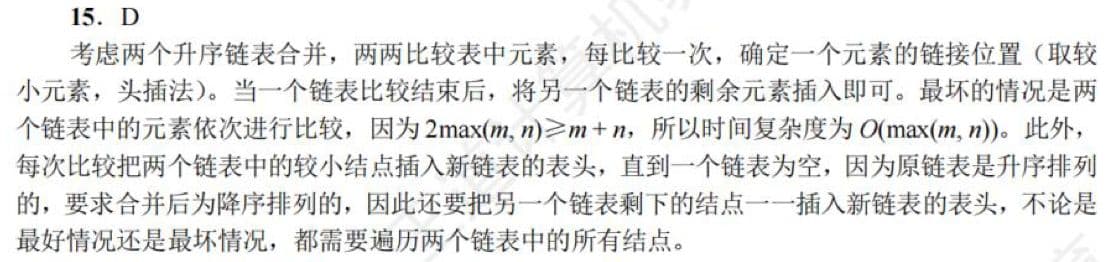 15．D
考虑两个升序链表合并，两两比较表中元素，每比较一次，确定一个元素的链接位置（取较
小元素，头插法）。当一个链表比较结束后，将另一个链表的剩余元素插入即可。最坏的情况是两
个链表中的元素依次进行比较，因为 2max(m, n)≥m + n，所以时间复杂度为 O(max(m, n))。此外，
每次比较把两个链表中的较小结点插入新链表的表头，直到一个链表为空，因为原链表是升序排列
的，要求合并后为降序排列的，因此还要把另一个链表剩下的结点一一插入新链表的表头，不论是
最好情况还是最坏情况，都需要遍历两个链表中的所有结点。